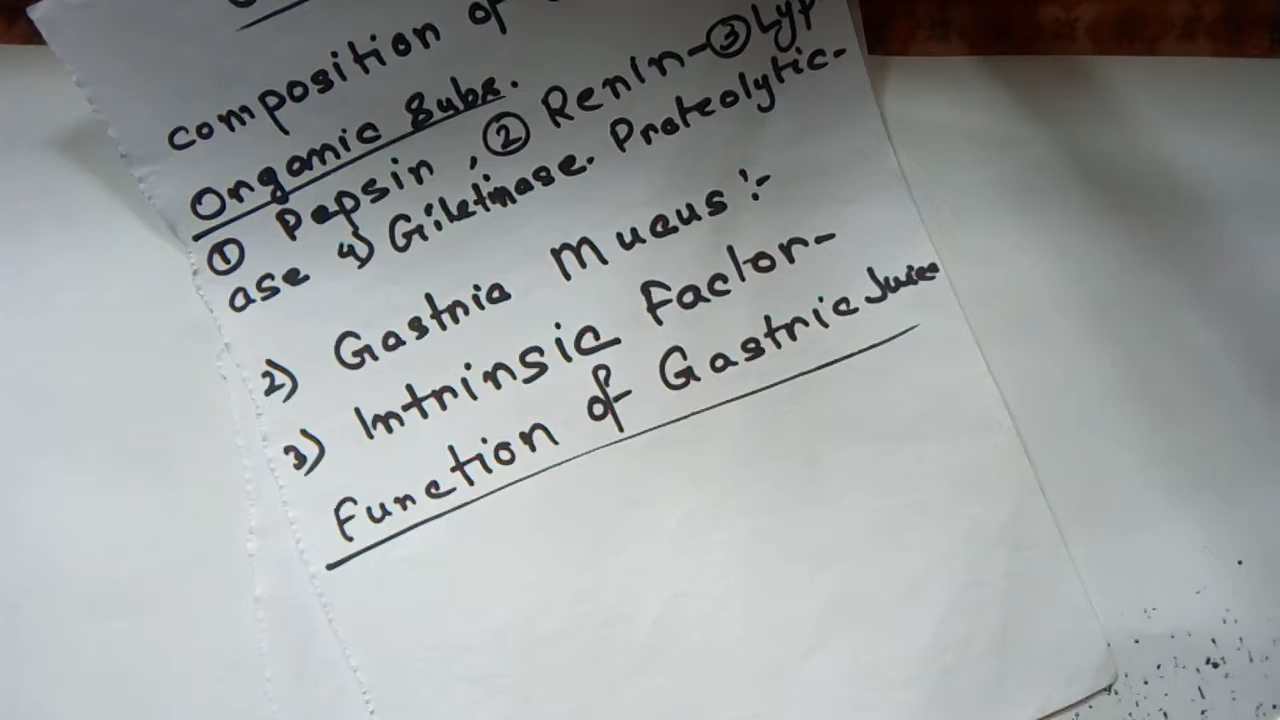 composition of
Organic Subs.
① Pepsin, ② Renin-③ Lyp
ase 4) Giletinase. Proteolytic-
2) Gastric Mucus:-
3) Intrinsic Factor-
Function of Gastric Juice